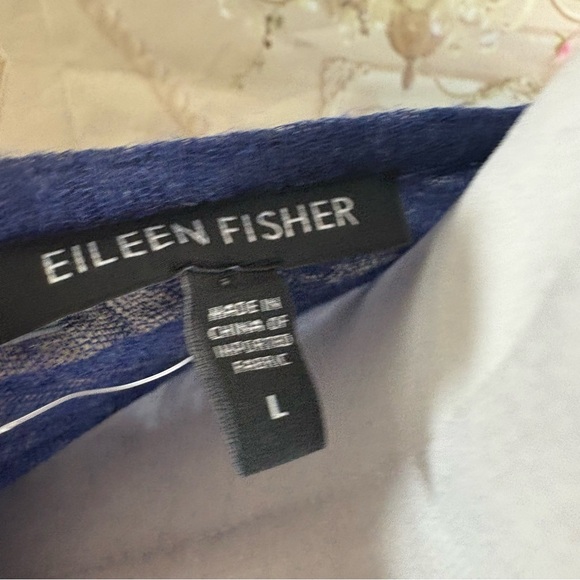 EILEEN FISHER
MADE IN
CHINA OF
IMPORTED
FABRIC
L